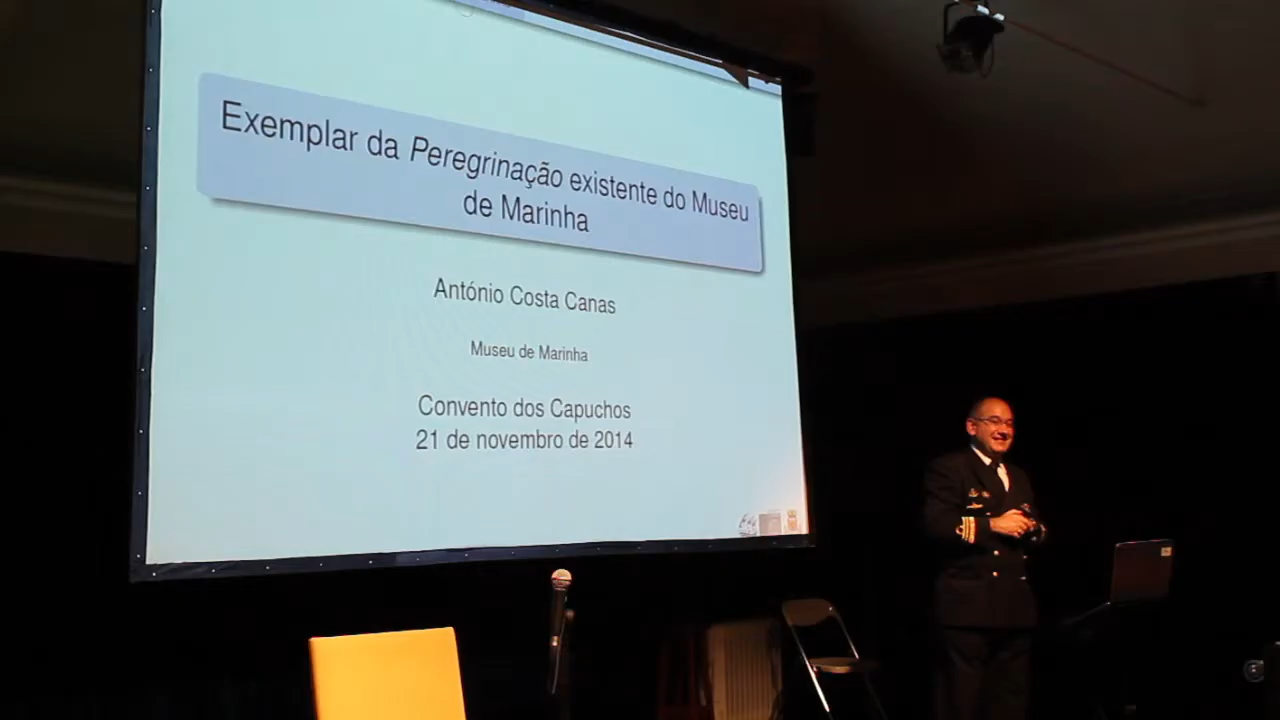 Exemplar da Peregrinação existente do Museu
de Marinha
António Costa Canas
Museu de Marinha
Convento dos Capuchos
21 de novembro de 2014